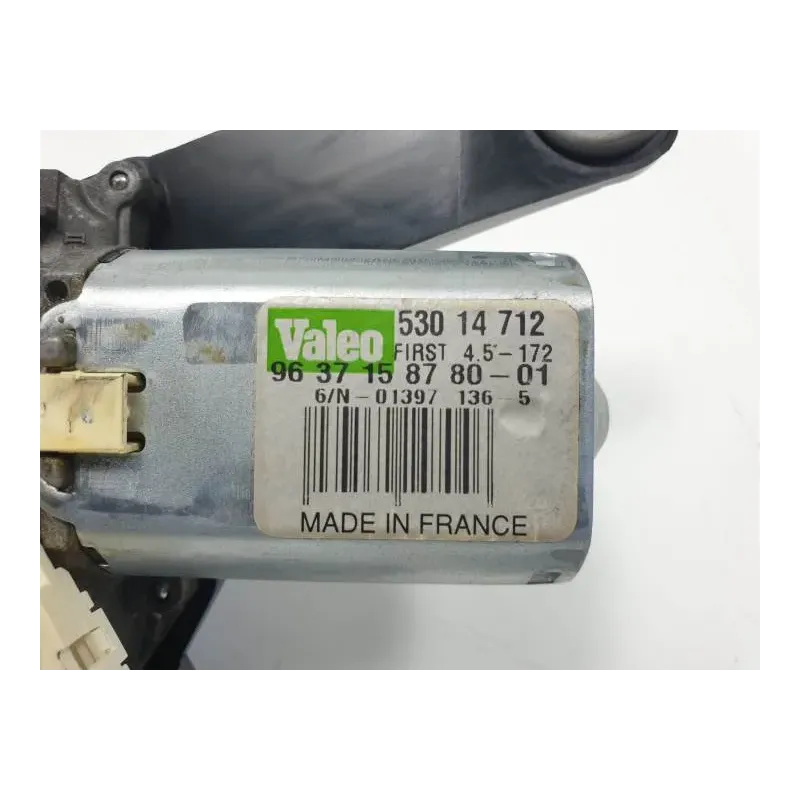 Valeo 530 14 712
FIRST 4.5°-172
96 37 15 87 80-01
6/N-01397 136-5
MADE IN FRANCE